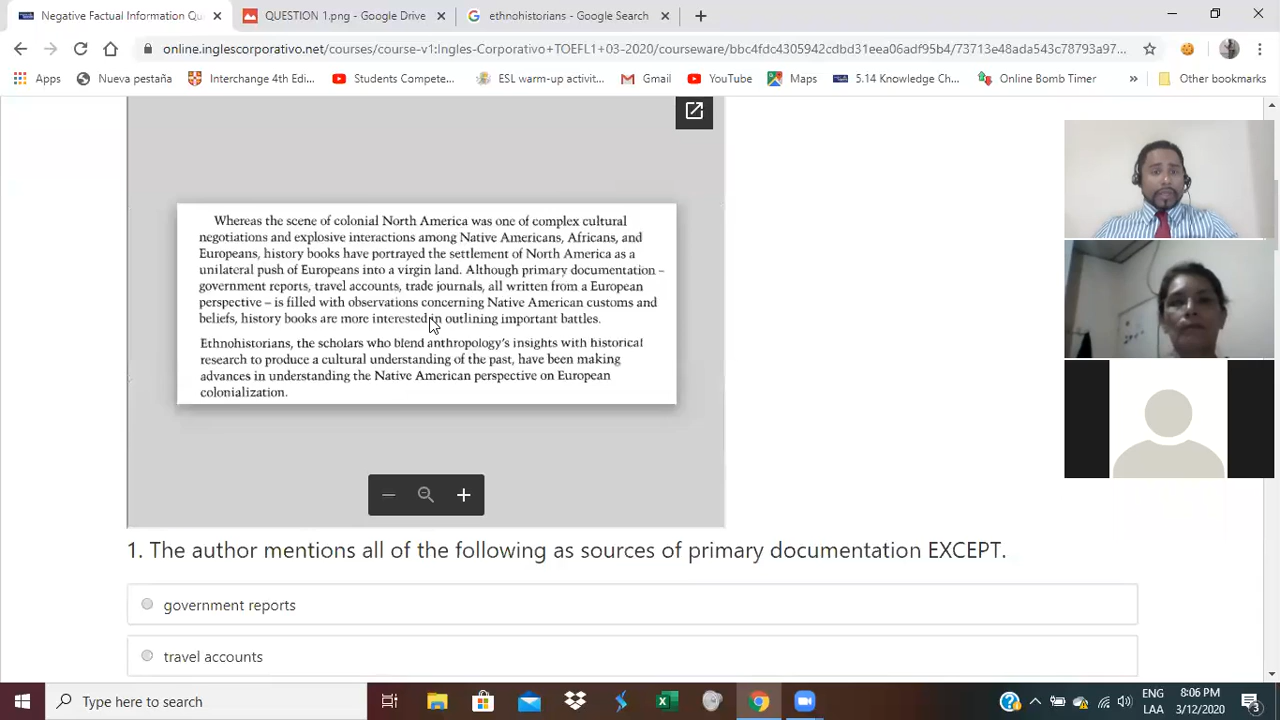 Negative Factual Information Qu
QUESTION 1.png - Google Drive
ethnohistorians - Google Search
online.inglescorporativo.net/courses/course-v1:Ingles-Corporativo+TOEFL1+03-2020/courseware/bbc4fdc4305942cdbd31eea06adf95b4/73713e48ada543c78793a97...
Apps
Nueva pestaña
Interchange 4th Edi...
Students Compete...
ESL warm-up activit...
Gmail
YouTube
Maps
5.14 Knowledge Ch...
Online Bomb Timer
»
Other bookmarks
Whereas the scene of colonial North America was one of complex cultural
negotiations and explosive interactions among Native Americans, Africans, and
Europeans, history books have portrayed the settlement of North America as a
unilateral push of Europeans into a virgin land. Although primary documentation –
government reports, travel accounts, trade journals, all written from a European
perspective – is filled with observations concerning Native American customs and
beliefs, history books are more interested in outlining important battles.
Ethnohistorians, the scholars who blend anthropology's insights with historical
research to produce a cultural understanding of the past, have been making
advances in understanding the Native American perspective on European
colonialization.
1. The author mentions all of the following as sources of primary documentation EXCEPT.
government reports
travel accounts
Type here to search
ENG
LAA
8:06 PM
3/12/2020
3